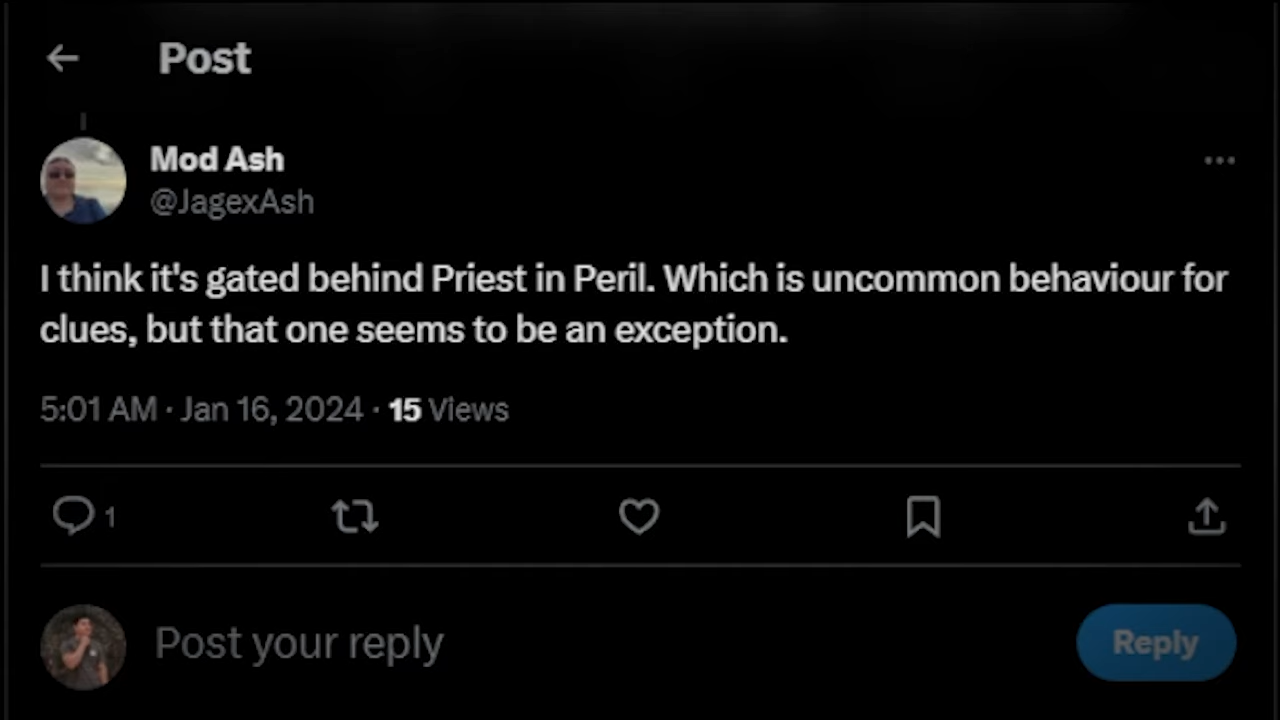 Post
Mod Ash
@JagexAsh
I think it's gated behind Priest in Peril. Which is uncommon behaviour for
clues, but that one seems to be an exception.
5:01 AM · Jan 16, 2024 · 15 Views
1
Post your reply
Reply